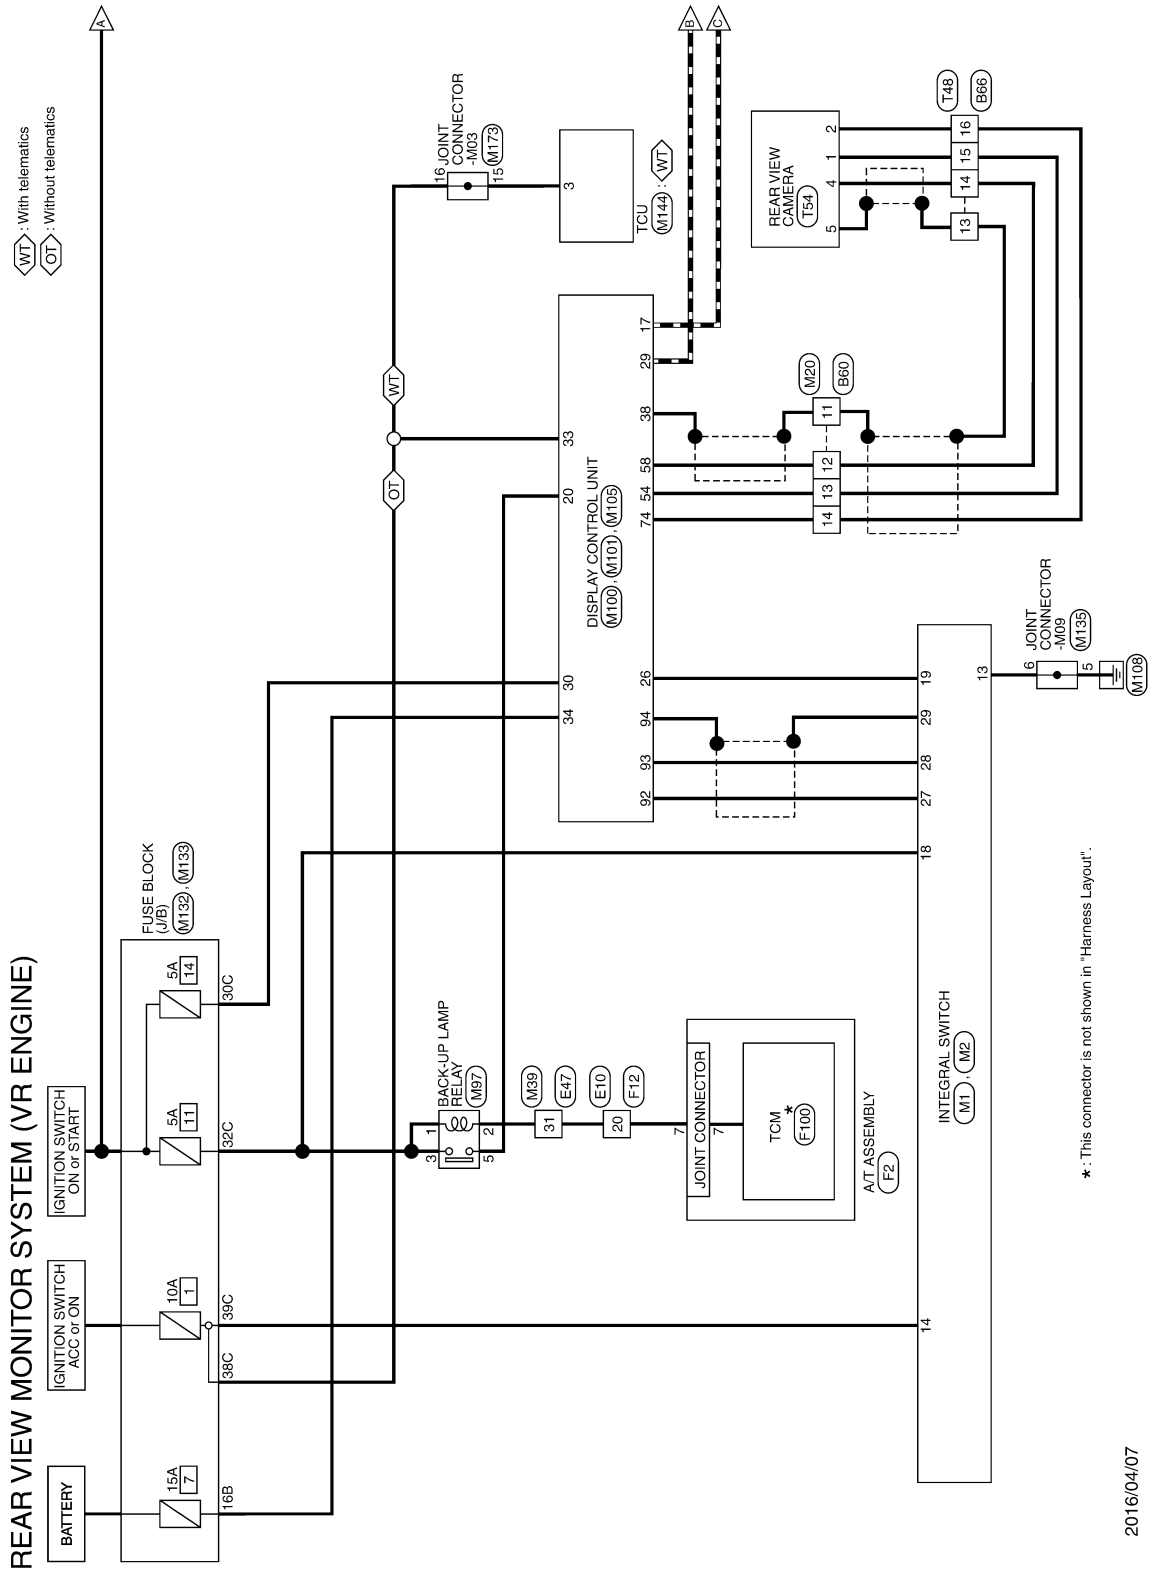 REAR VIEW MONITOR SYSTEM (VR ENGINE)
WT : With telematics
OT : Without telematics
BATTERY
IGNITION SWITCH
ACC or ON
IGNITION SWITCH
ON or START
A
FUSE BLOCK
(J/B)
M132 , M133
15A
7
10A
1
5A
11
5A
14
16B
38C
39C
32C
30C
OT
WT
16
JOINT
CONNECTOR
-M03
M173
15
3
TCU
M144 : WT
BACK-UP LAMP
RELAY
M97
3
1
5
2
34
30
20
33
DISPLAY CONTROL UNIT
M100 , M101 , M105
92
93
94
26
74
54
58
38
29
17
B
C
M39
E47
31
E10
F12
20
7
JOINT CONNECTOR
7
TCM
*
F100
A/T ASSEMBLY
F2
M20
B60
14
13
12
11
REAR VIEW
CAMERA
T54
5
4
1
2
T48
B66
13
14
15
16
14
18
27
28
29
19
INTEGRAL SWITCH
M1 , M2
13
6
JOINT
CONNECTOR
-M09
M135
5
M108
* : This connector is not shown in "Harness Layout".
2016/04/07